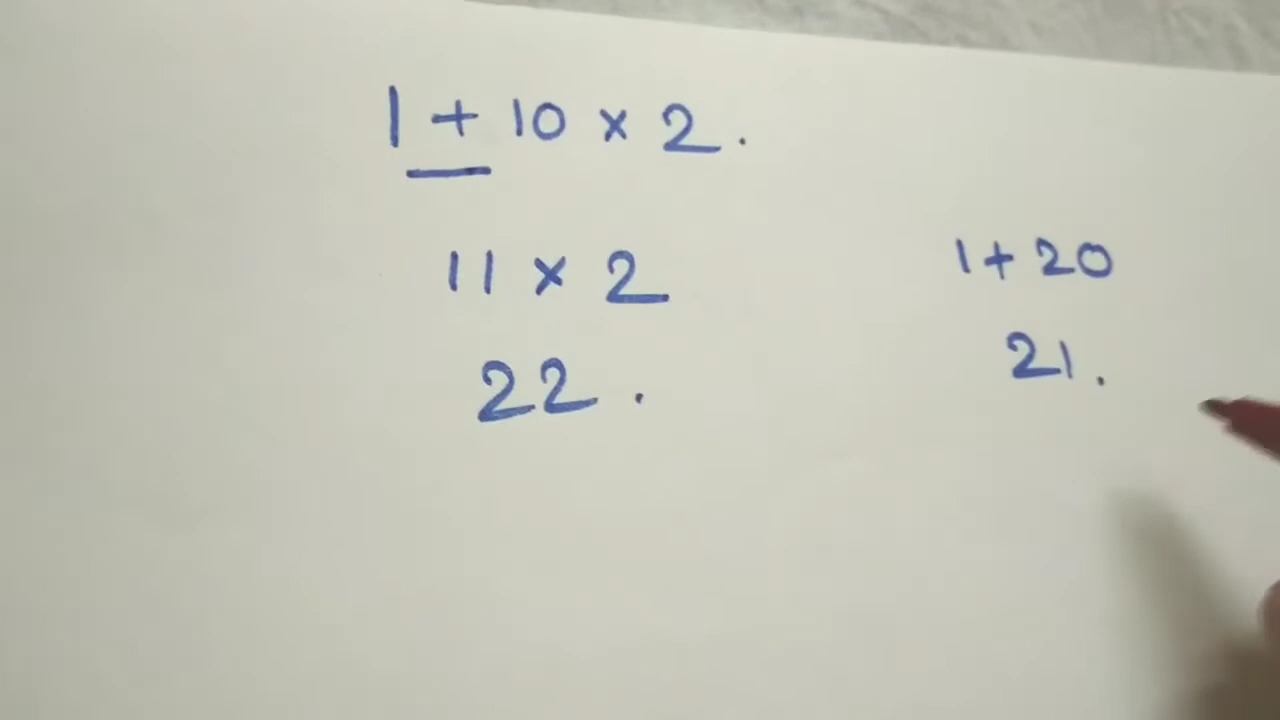 1 + 10 × 2.
11 × 2
22.
1 + 20
21.